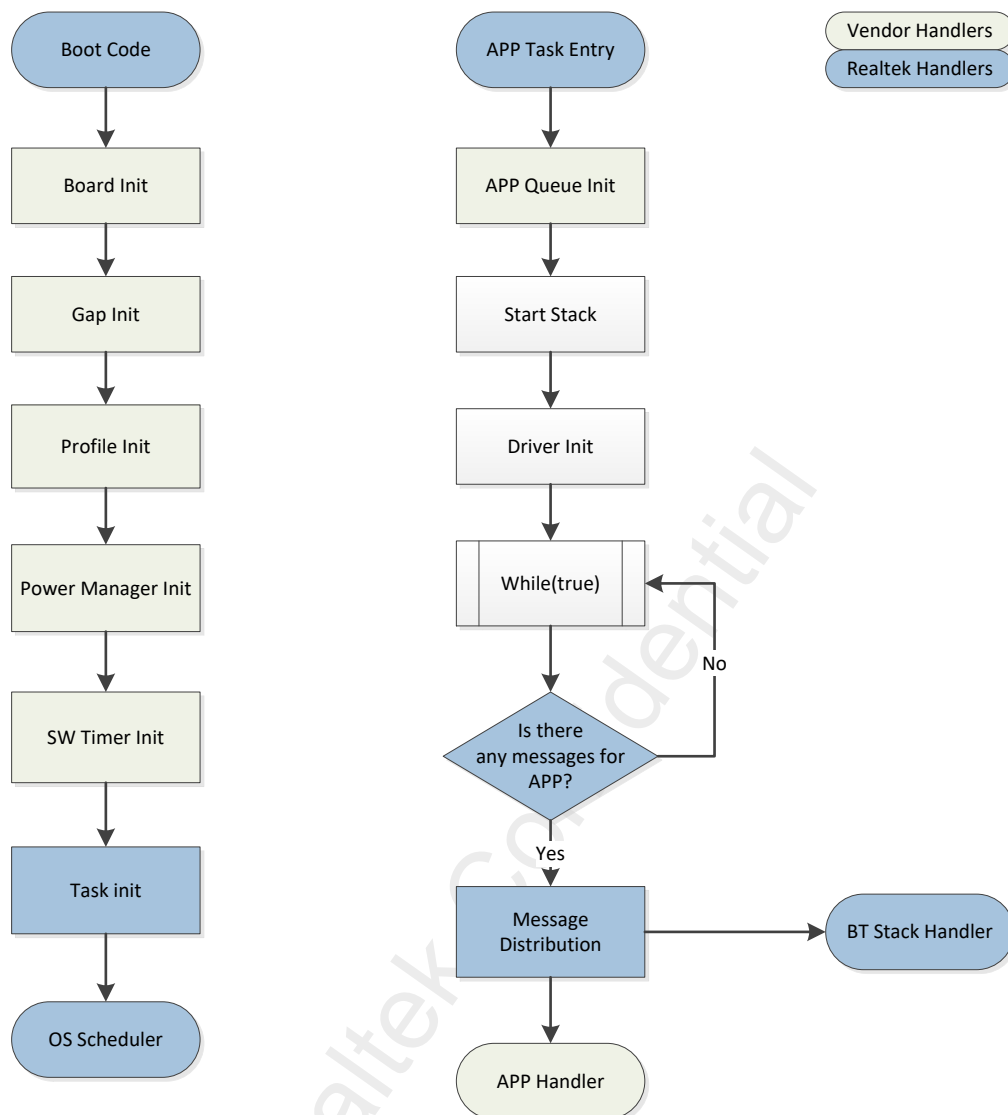 Boot Code
Board Init
Gap Init
Profile Init
Power Manager Init
SW Timer Init
Task init
OS Scheduler
APP Task Entry
APP Queue Init
Start Stack
Driver Init
While(true)
No
Is there
any messages for
APP?
Yes
Message
Distribution
BT Stack Handler
APP Handler
Vendor Handlers
Realtek Handlers